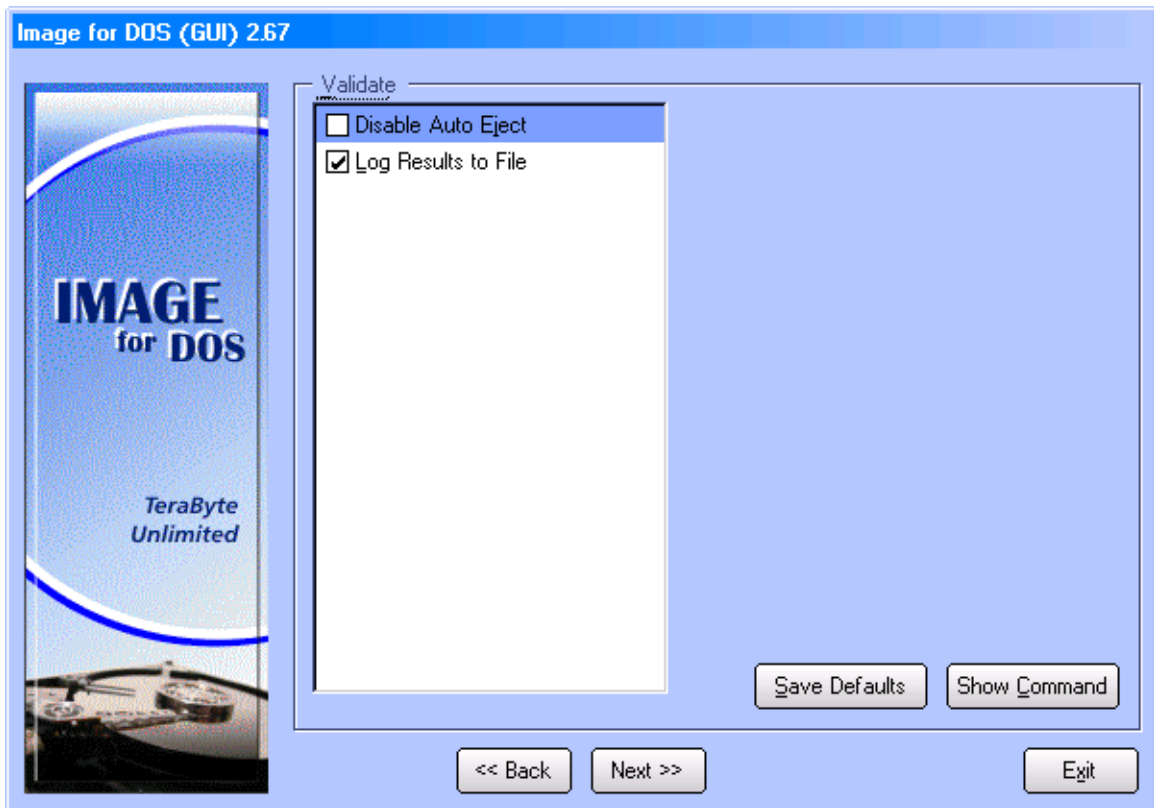 Image for DOS (GUI) 2.67
Validate
Disable Auto Eject
Log Results to File
IMAGE
for DOS
TeraByte
Unlimited
Save Defaults
Show Command
<< Back
Next >>
Exit